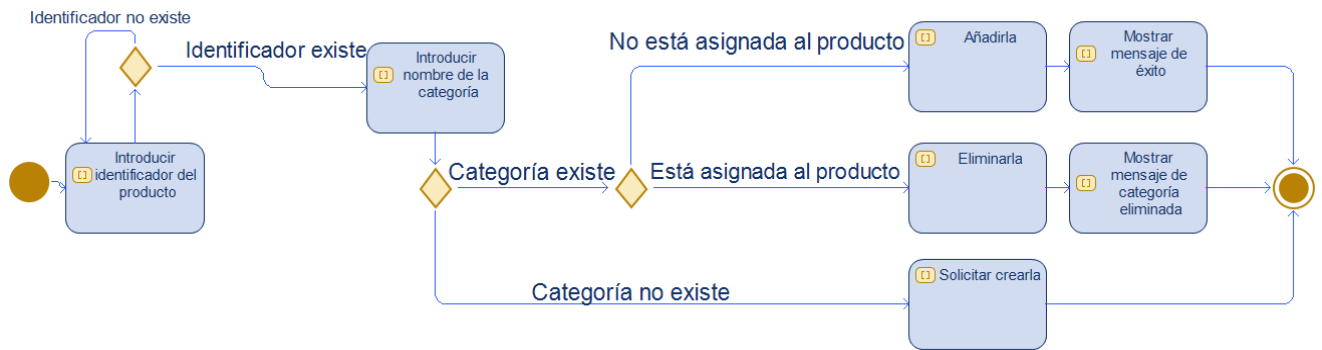 Identificador no existe
Identificador existe
Introducir
nombre de la
categoría
No está asignada al producto
Añadirla
Mostrar
mensaje de
éxito
Introducir
identificador del
producto
Categoría existe
Está asignada al producto
Eliminarla
Mostrar
mensaje de
categoría
eliminada
Categoría no existe
Solicitar crearla